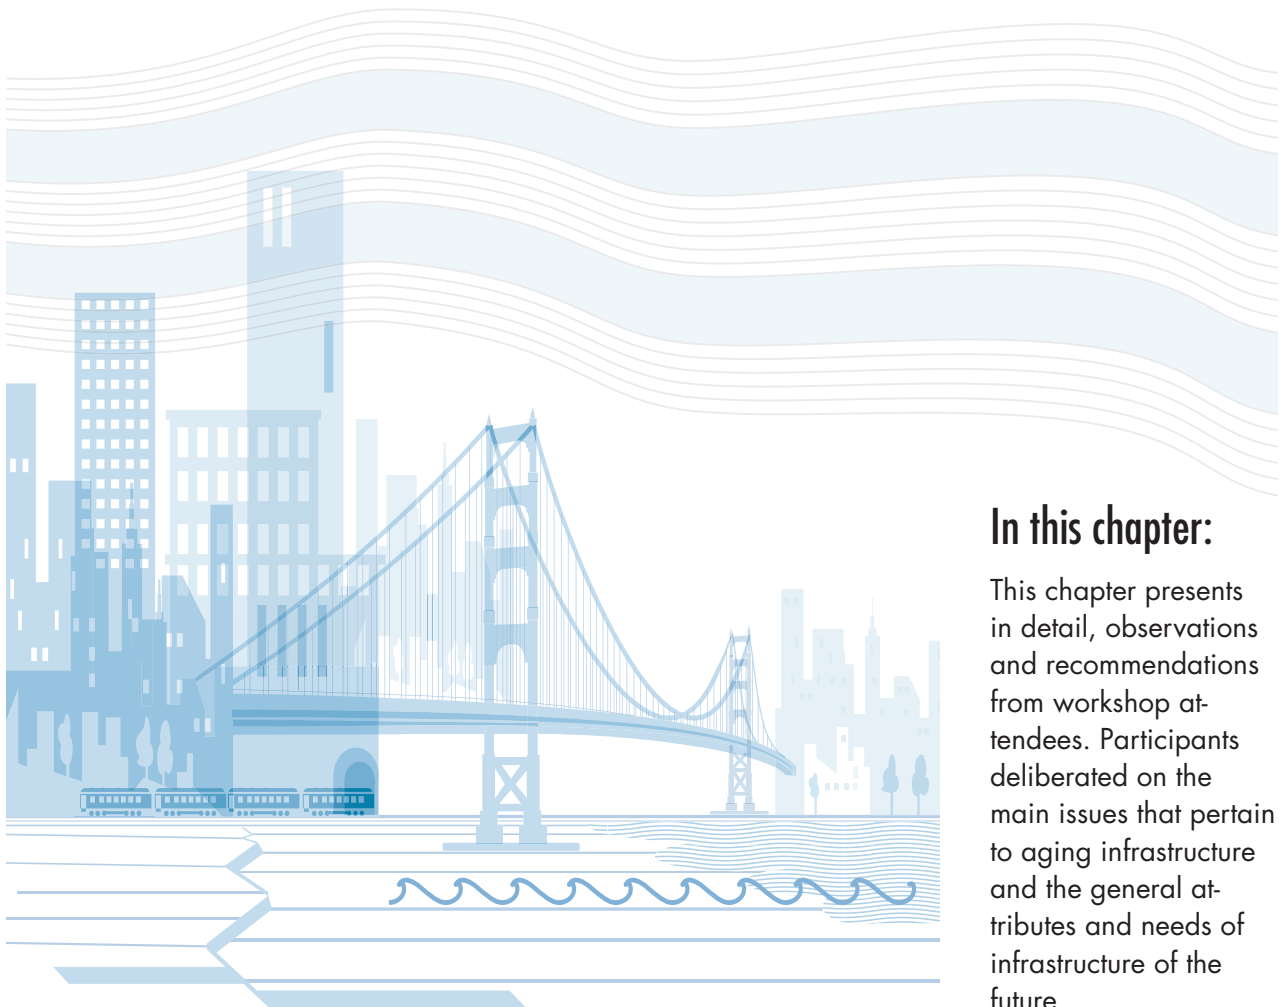 In this chapter:
This chapter presents
in detail, observations
and recommendations
from workshop at-
tendees. Participants
deliberated on the
main issues that pertain
to aging infrastructure
and the general at-
tributes and needs of
infrastructure of the
future